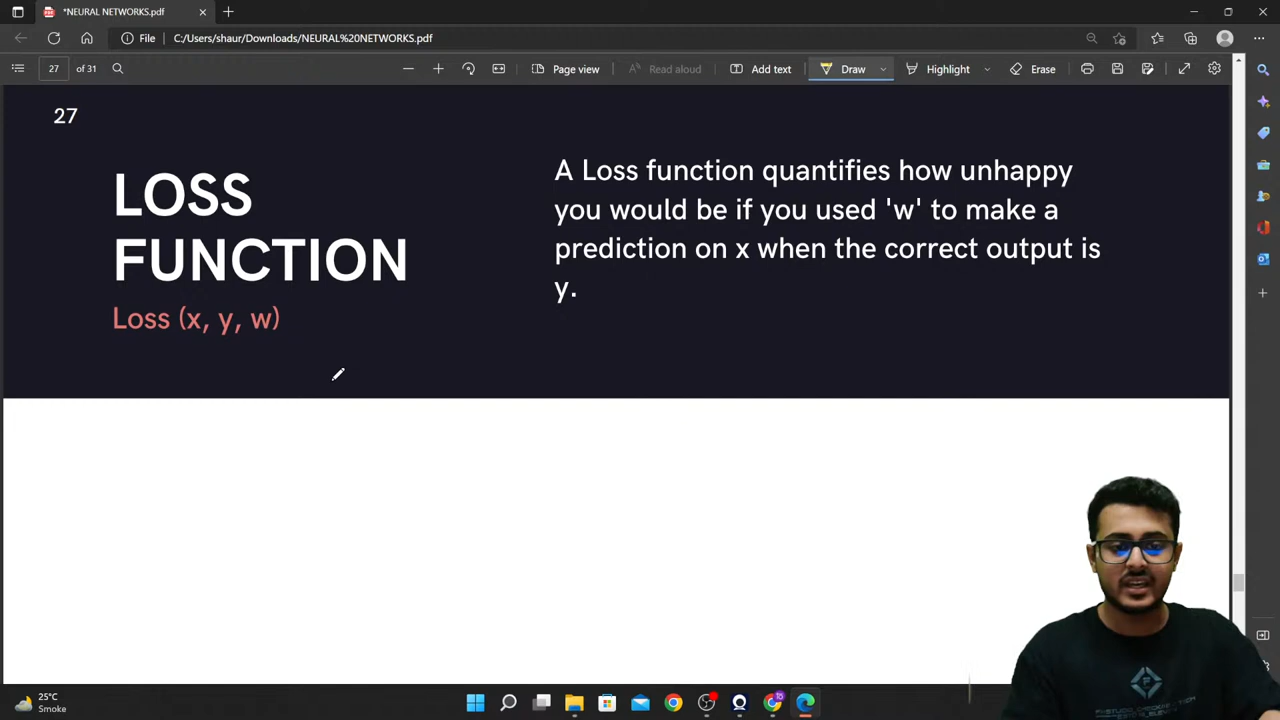 *NEURAL NETWORKS.pdf
File
C:/Users/shaur/Downloads/NEURAL%20NETWORKS.pdf
27
of 31
Page view
Read aloud
Add text
Draw
Highlight
Erase
27
LOSS
FUNCTION
Loss (x, y, w)
A Loss function quantifies how unhappy
you would be if you used 'w' to make a
prediction on x when the correct output is
y.
25°C
Smoke